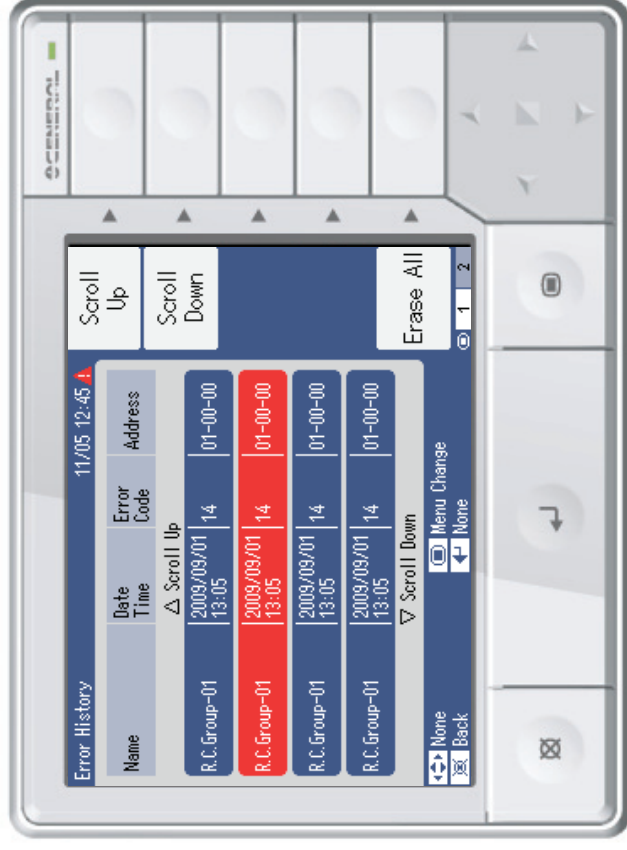 GENERAL
Error History 11/05 12:45
Name Date Time Error Code Address
△ Scroll Up
R.C.Group-01 2009/09/01 13:05 14 01-00-00
R.C.Group-01 2009/09/01 13:05 14 01-00-00
R.C.Group-01 2009/09/01 13:05 14 01-00-00
R.C.Group-01 2009/09/01 13:05 14 01-00-00
▽ Scroll Down
None Menu Change
Back None
Scroll
Up
Scroll
Down
Erase All
1 2